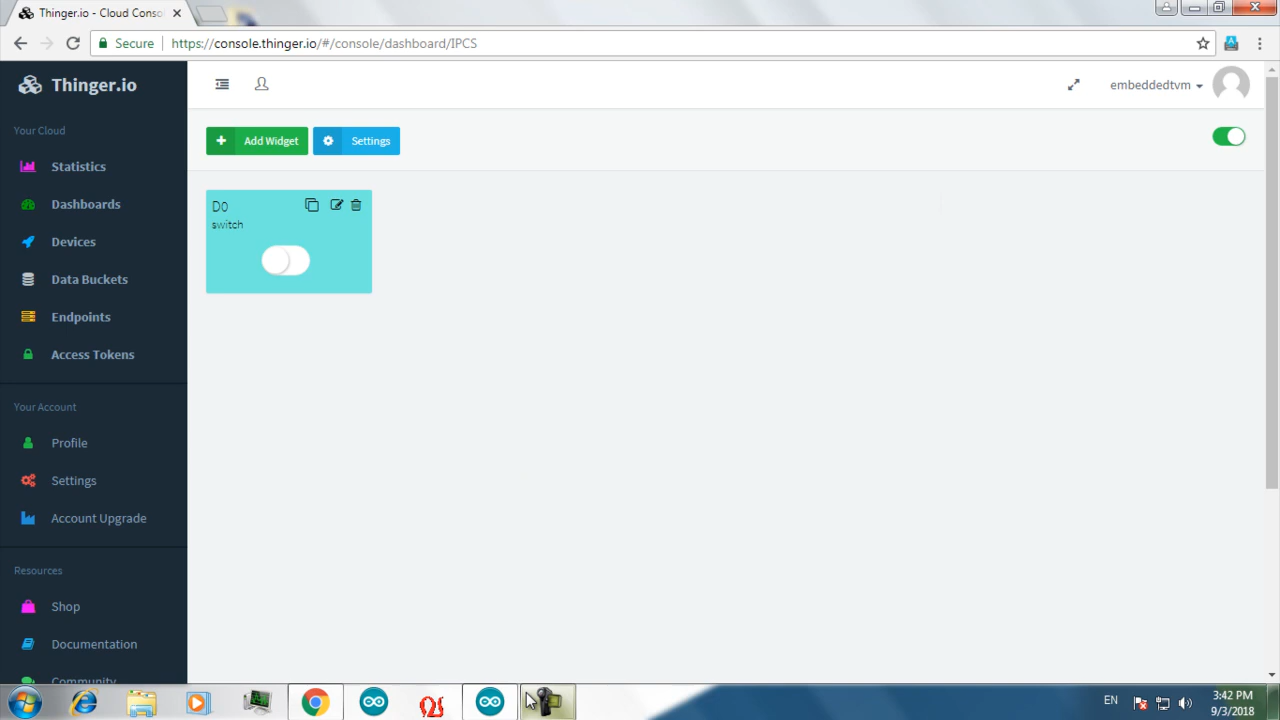 Thinger.io - Cloud Conso
Secure
https://console.thinger.io/#/console/dashboard/IPCS
Thinger.io
embeddedtvm
Your Cloud
Add Widget
Settings
Statistics
Dashboards
D0
switch
Devices
Data Buckets
Endpoints
Access Tokens
Your Account
Profile
Settings
Account Upgrade
Resources
Shop
Documentation
Community
EN
3:42 PM
9/3/2018